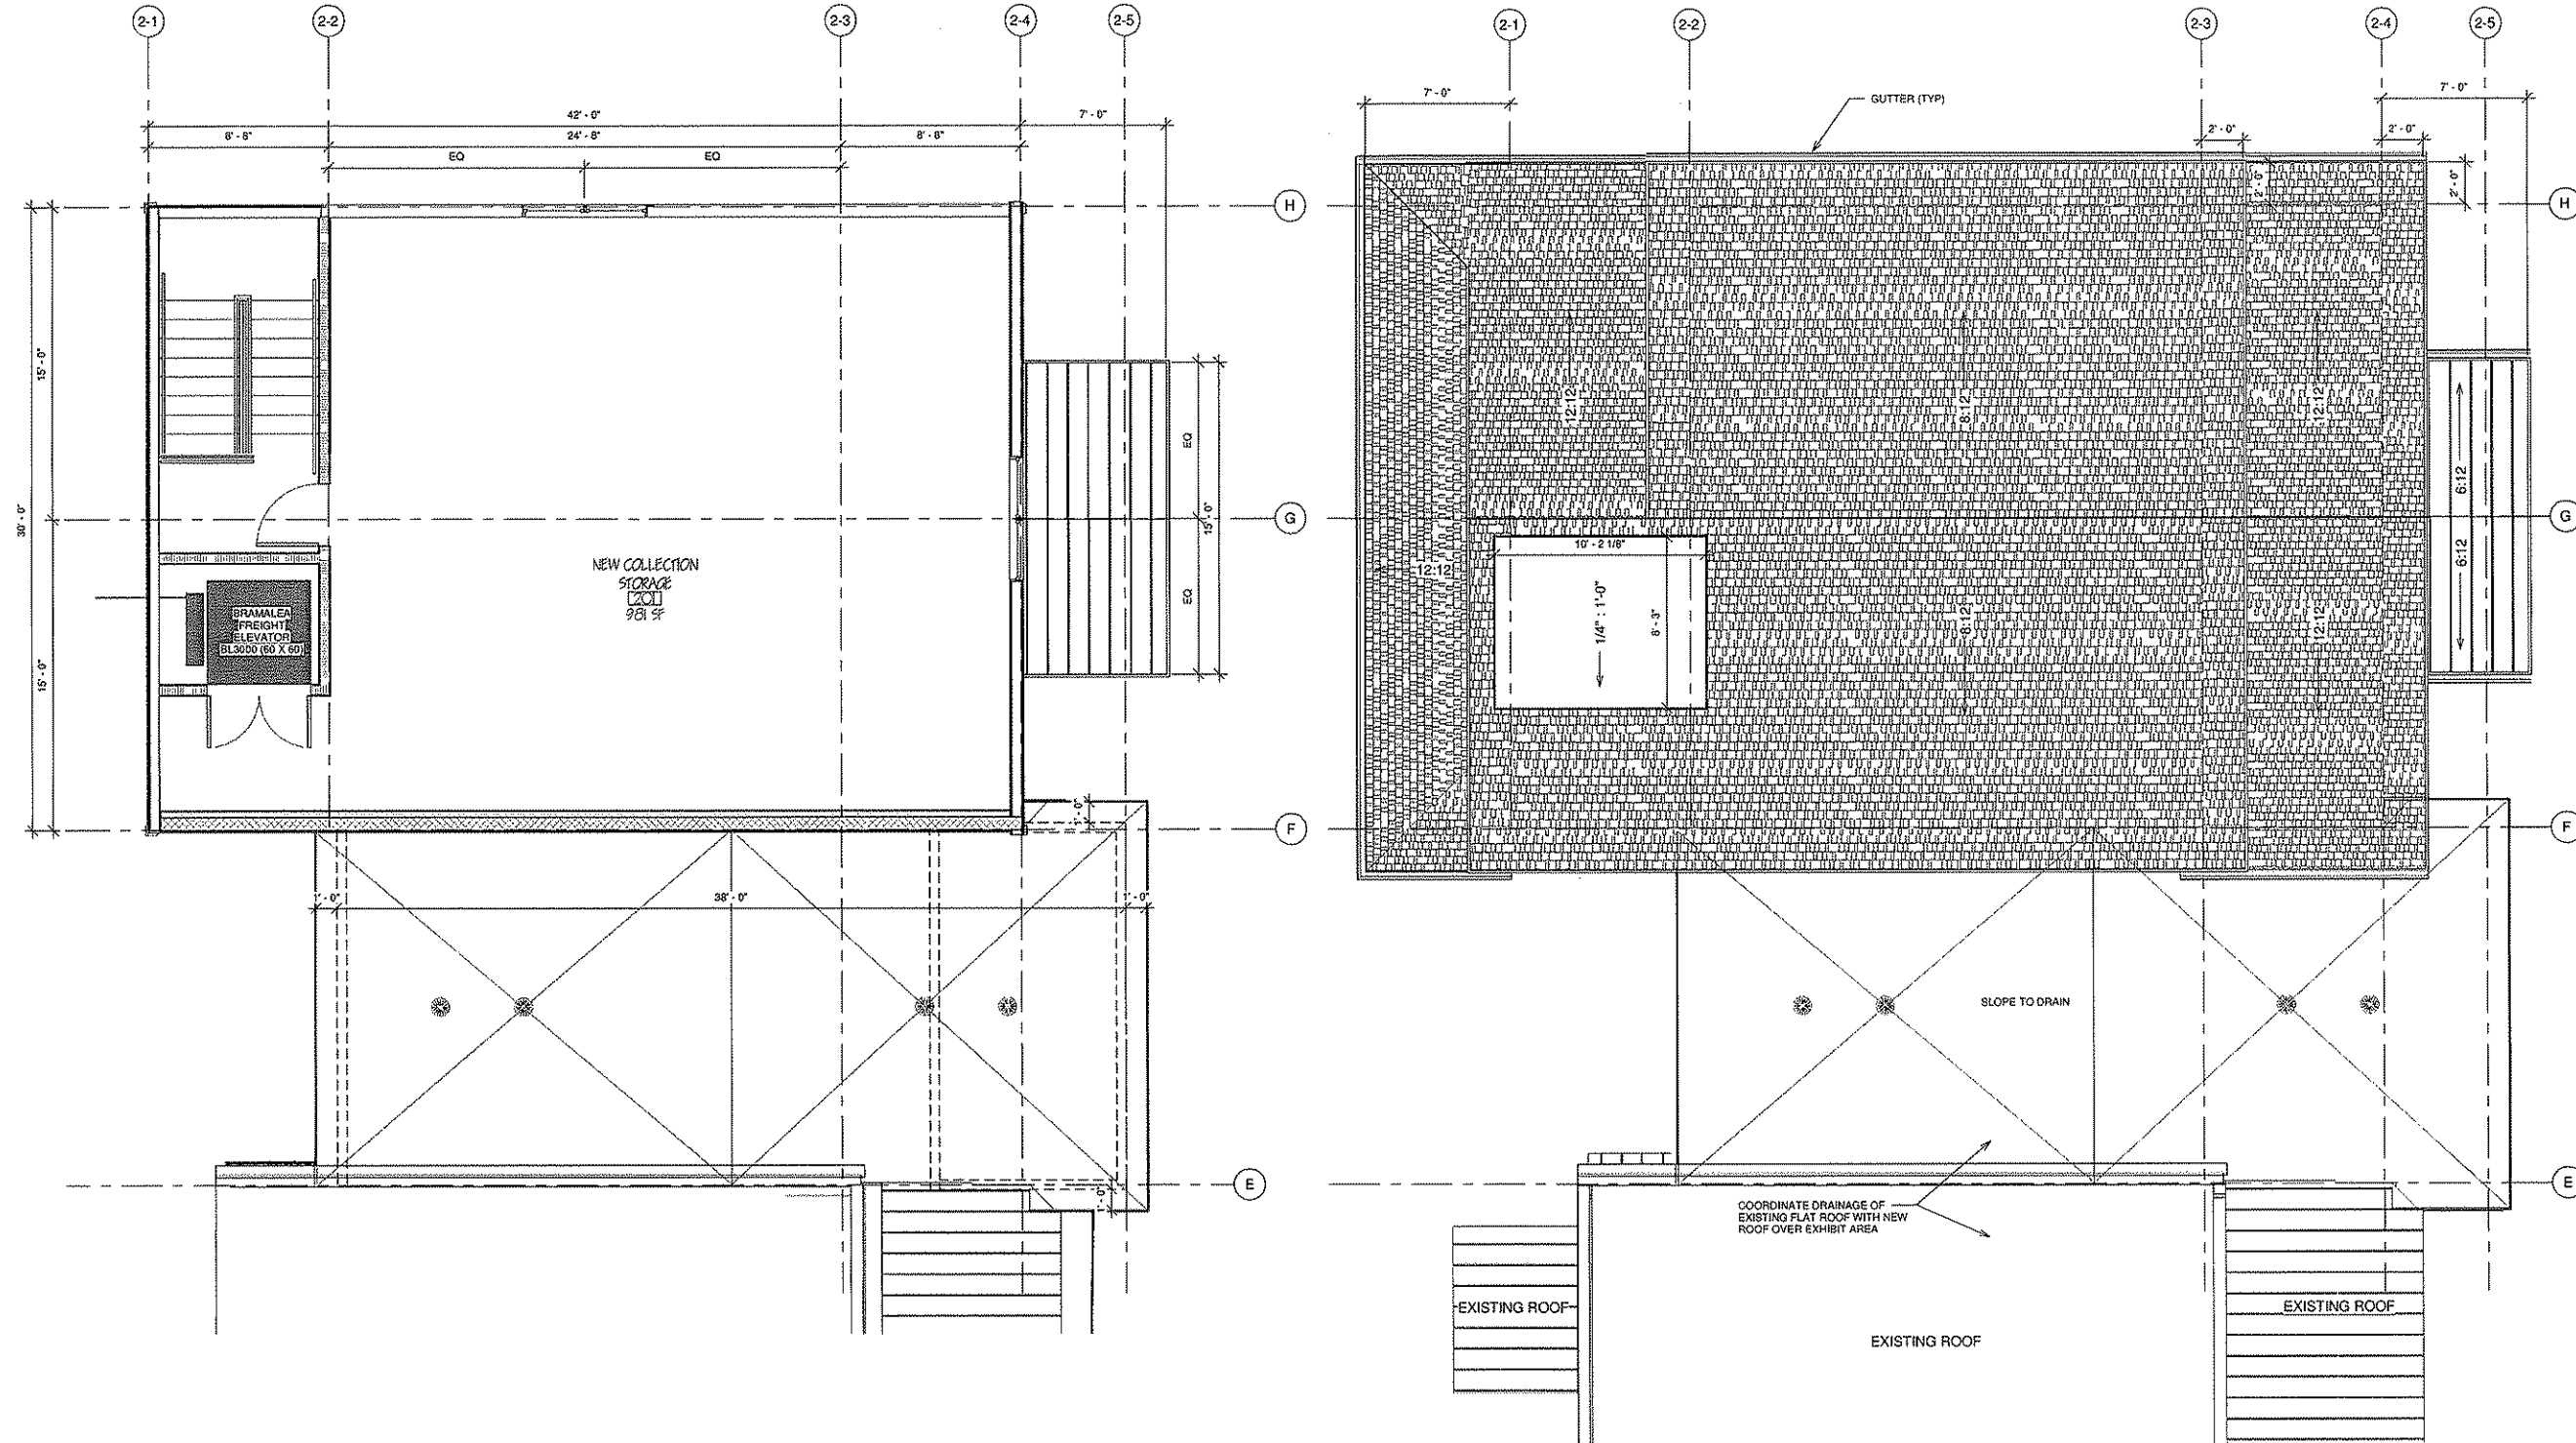 2-1
2-2
2-3
2-4
2-5
42' - 0"
7' - 0"
8' - 8"
24' - 8"
8' - 8"
EQ
EQ
30' - 0"
15' - 0"
15' - 0"
EQ
EQ
15' - 0"
NEW COLLECTION
STORAGE
201
981 SF
BRAMALEA
FREIGHT
ELEVATOR
BL3000 (60 X 60)
1' - 0"
38' - 0"
H
G
F
E
2-1
2-2
2-3
2-4
2-5
7' - 0"
GUTTER (TYP)
7' - 0"
2' - 0"
2' - 0"
2' - 0"
2' - 0"
12:12
8:12
12:12
6:12
6:12
12:12
10' - 2 1/8"
8' - 3"
1/4" : 1'-0"
8:12
12:12
H
G
F
E
SLOPE TO DRAIN
COORDINATE DRAINAGE OF
EXISTING FLAT ROOF WITH NEW
ROOF OVER EXHIBIT AREA
EXISTING ROOF
EXISTING ROOF
EXISTING ROOF